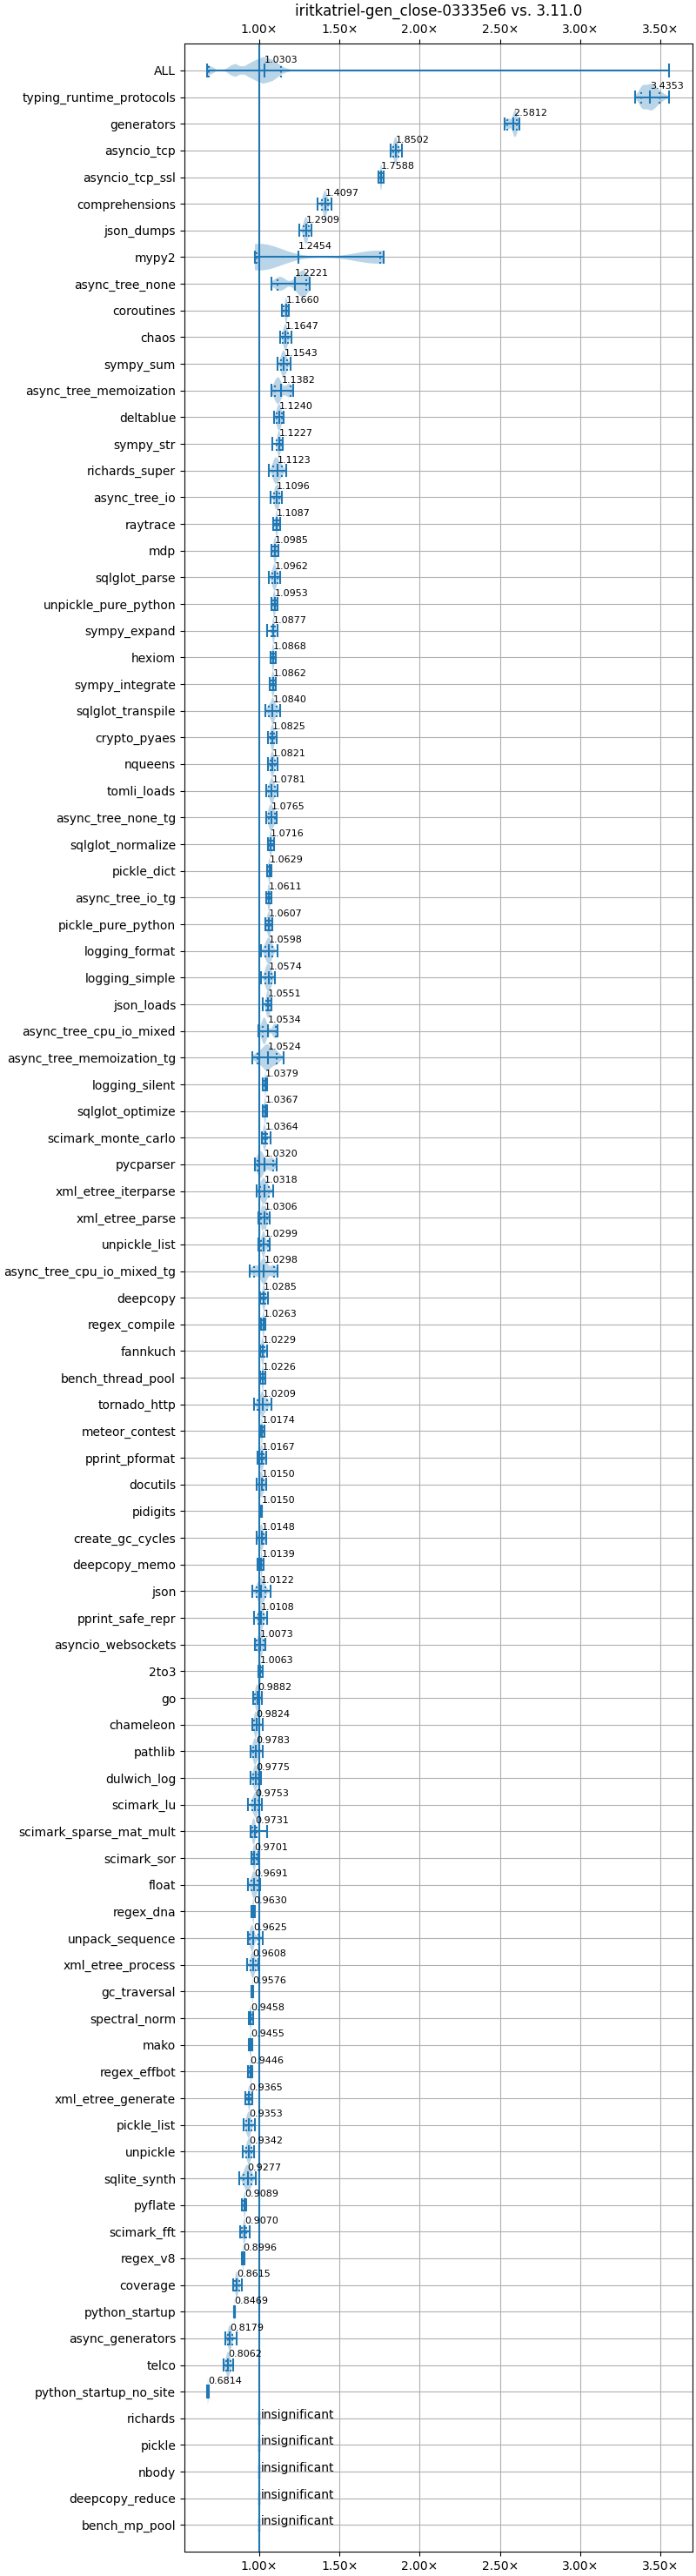 iritkatriel-gen_close-03335e6 vs. 3.11.0
1.00× 1.50× 2.00× 2.50× 3.00× 3.50×
ALL 1.0303
typing_runtime_protocols 3.4353
generators 2.5812
asyncio_tcp 1.8502
asyncio_tcp_ssl 1.7588
comprehensions 1.4097
json_dumps 1.2909
mypy2 1.2454
async_tree_none 1.2221
coroutines 1.1660
chaos 1.1647
sympy_sum 1.1543
async_tree_memoization 1.1382
deltablue 1.1240
sympy_str 1.1227
richards_super 1.1123
async_tree_io 1.1096
raytrace 1.1087
mdp 1.0985
sqlglot_parse 1.0962
unpickle_pure_python 1.0953
sympy_expand 1.0877
hexiom 1.0868
sympy_integrate 1.0862
sqlglot_transpile 1.0840
crypto_pyaes 1.0825
nqueens 1.0821
tomli_loads 1.0781
async_tree_none_tg 1.0765
sqlglot_normalize 1.0716
pickle_dict 1.0629
async_tree_io_tg 1.0611
pickle_pure_python 1.0607
logging_format 1.0598
logging_simple 1.0574
json_loads 1.0551
async_tree_cpu_io_mixed 1.0534
async_tree_memoization_tg 1.0524
logging_silent 1.0379
sqlglot_optimize 1.0367
scimark_monte_carlo 1.0364
pycparser 1.0320
xml_etree_iterparse 1.0318
xml_etree_parse 1.0306
unpickle_list 1.0299
async_tree_cpu_io_mixed_tg 1.0298
deepcopy 1.0285
regex_compile 1.0263
fannkuch 1.0229
bench_thread_pool 1.0226
tornado_http 1.0209
meteor_contest 1.0174
pprint_pformat 1.0167
docutils 1.0150
pidigits 1.0150
create_gc_cycles 1.0148
deepcopy_memo 1.0139
json 1.0122
pprint_safe_repr 1.0108
asyncio_websockets 1.0073
2to3 1.0063
go 0.9882
chameleon 0.9824
pathlib 0.9783
dulwich_log 0.9775
scimark_lu 0.9753
scimark_sparse_mat_mult 0.9731
scimark_sor 0.9701
float 0.9691
regex_dna 0.9630
unpack_sequence 0.9625
xml_etree_process 0.9608
gc_traversal 0.9576
spectral_norm 0.9458
mako 0.9455
regex_effbot 0.9446
xml_etree_generate 0.9365
pickle_list 0.9353
unpickle 0.9342
sqlite_synth 0.9277
pyflate 0.9089
scimark_fft 0.9070
regex_v8 0.8996
coverage 0.8615
python_startup 0.8469
async_generators 0.8179
telco 0.8062
python_startup_no_site 0.6814
richards insignificant
pickle insignificant
nbody insignificant
deepcopy_reduce insignificant
bench_mp_pool insignificant
1.00× 1.50× 2.00× 2.50× 3.00× 3.50×